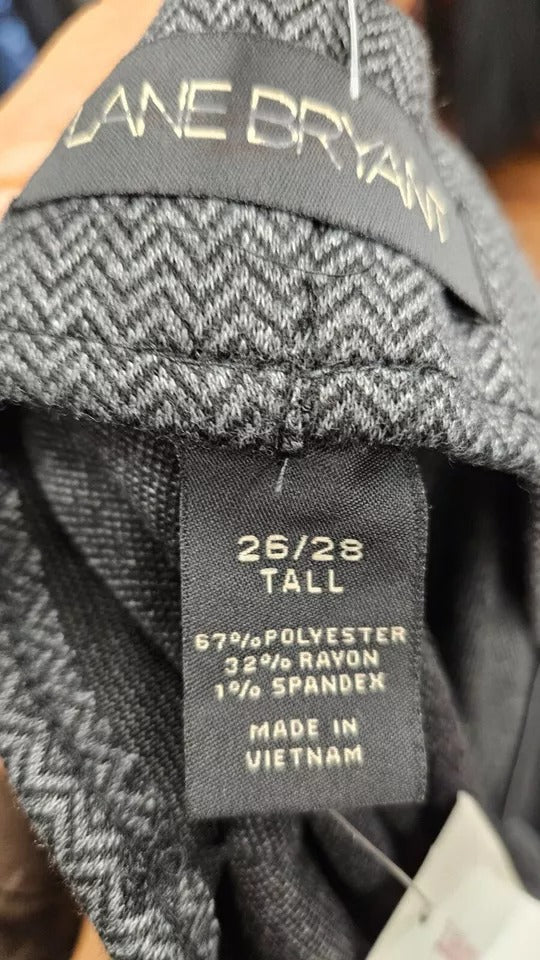 LANE BRYANT
26/28
TALL
67% POLYESTER
32% RAYON
1% SPANDEX
MADE IN
VIETNAM